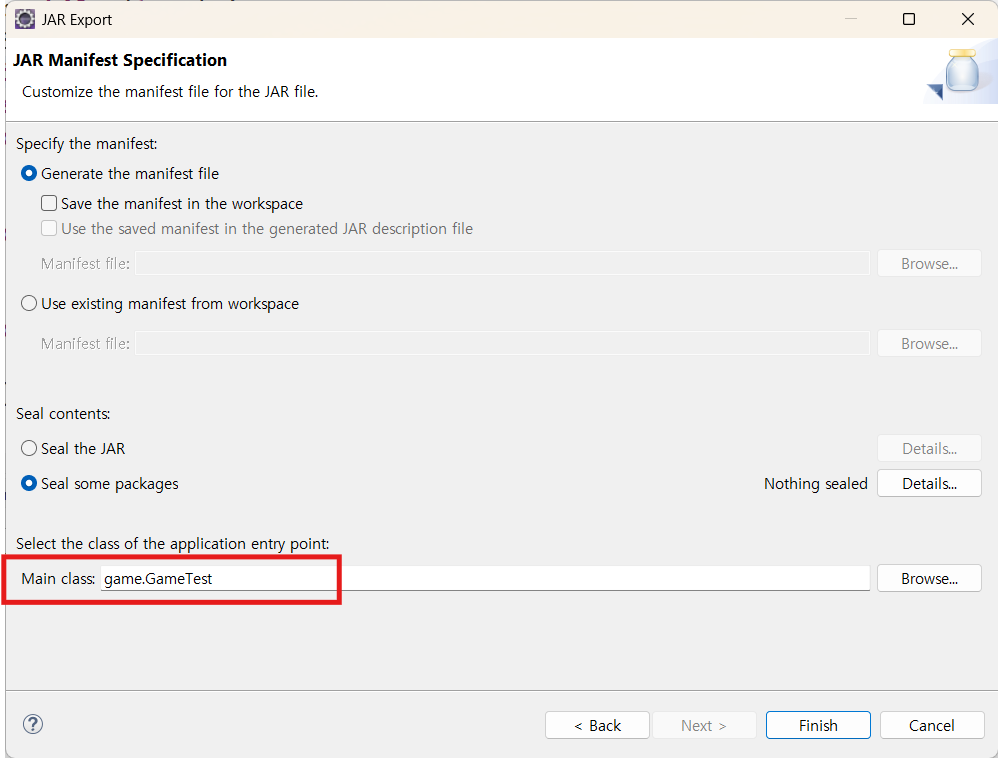 JAR Export
JAR Manifest Specification
Customize the manifest file for the JAR file.
Specify the manifest:
Generate the manifest file
Save the manifest in the workspace
Use the saved manifest in the generated JAR description file
Manifest file: Browse...
Use existing manifest from workspace
Manifest file: Browse...
Seal contents:
Seal the JAR Details...
Seal some packages Nothing sealed Details...
Select the class of the application entry point:
Main class: game.GameTest Browse...
? < Back Next > Finish Cancel